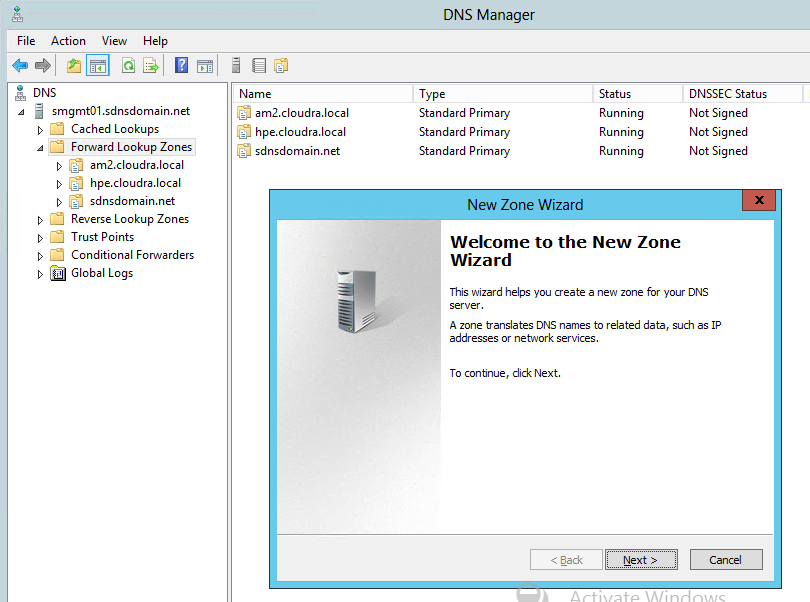 DNS Manager
File Action View Help
DNS
smgmt01.sdnsdomain.net
Cached Lookups
Forward Lookup Zones
am2.cloudra.local
hpe.cloudra.local
sdnsdomain.net
Reverse Lookup Zones
Trust Points
Conditional Forwarders
Global Logs
Name Type Status DNSSEC Status
am2.cloudra.local Standard Primary Running Not Signed
hpe.cloudra.local Standard Primary Running Not Signed
sdnsdomain.net Standard Primary Running Not Signed
New Zone Wizard
x
Welcome to the New Zone
Wizard
This wizard helps you create a new zone for your DNS
server.
A zone translates DNS names to related data, such as IP
addresses or network services.
To continue, click Next.
< Back Next > Cancel
Activate Windows